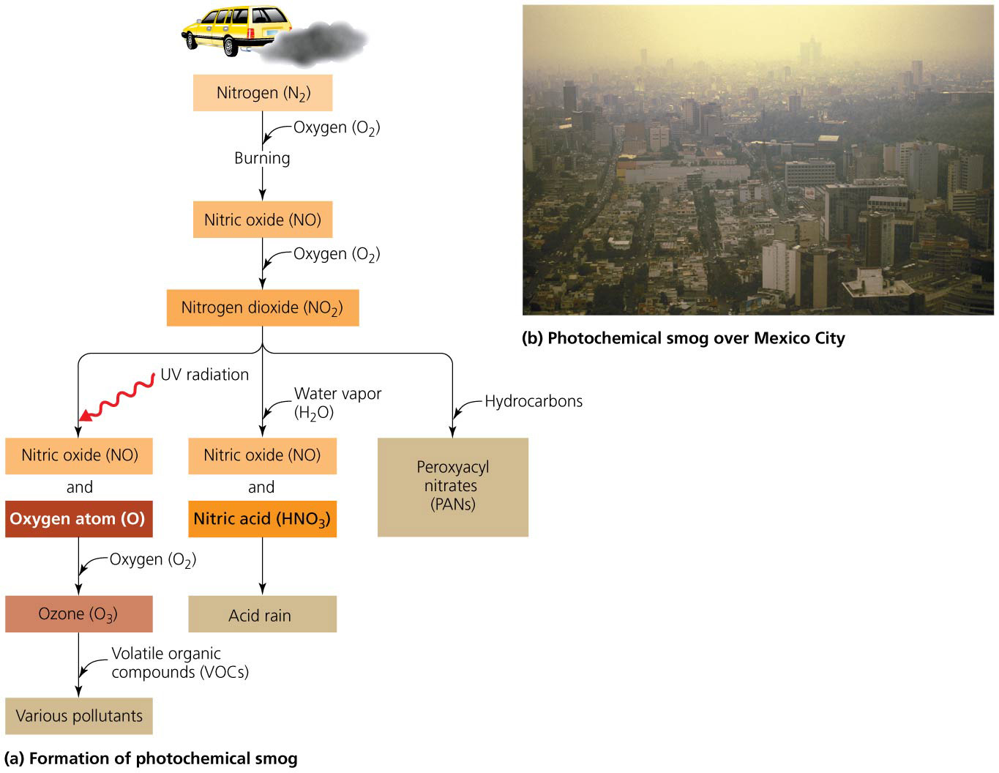 Nitrogen (N₂)
Oxygen (O₂)
Burning
Nitric oxide (NO)
Oxygen (O₂)
Nitrogen dioxide (NO₂)
UV radiation
Water vapor
(H₂O)
Hydrocarbons
Nitric oxide (NO)
and
Oxygen atom (O)
Oxygen (O₂)
Ozone (O₃)
Volatile organic
compounds (VOCs)
Various pollutants
Nitric oxide (NO)
and
Nitric acid (HNO₃)
Acid rain
Peroxyacyl
nitrates
(PANs)
(a) Formation of photochemical smog
(b) Photochemical smog over Mexico City